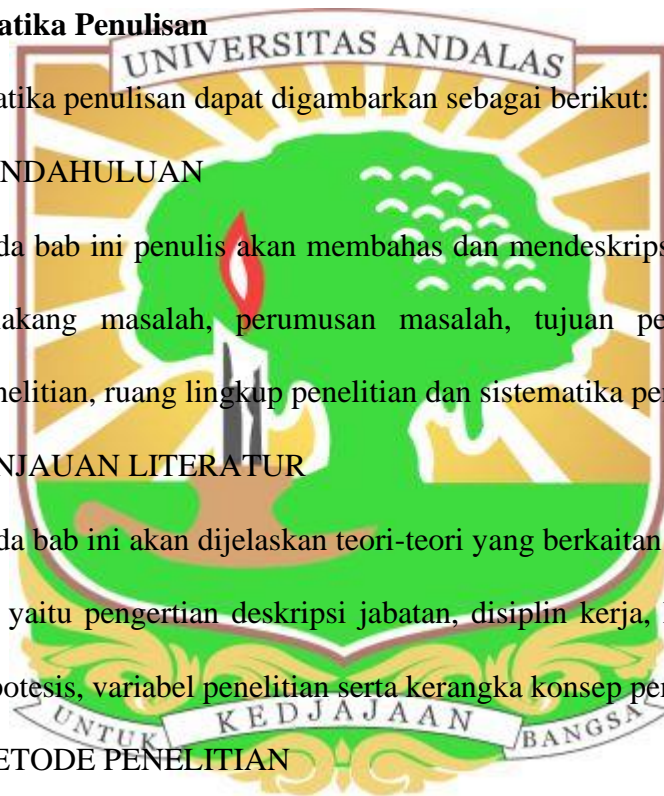 atika Penulisan
UNIVERSITAS ANDALAS
atika penulisan dapat digambarkan sebagai berikut:
NDAHULUAN
da bab ini penulis akan membahas dan mendeskrips
akang masalah, perumusan masalah, tujuan pe
nelitian, ruang lingkup penelitian dan sistematika per
NJAUAN LITERATUR
da bab ini akan dijelaskan teori-teori yang berkaitan
yaitu pengertian deskripsi jabatan, disiplin kerja,
potesis, variabel penelitian serta kerangka konsep per
UNTUK KEDJAJAAN BANGSA
ETODE PENELITIAN